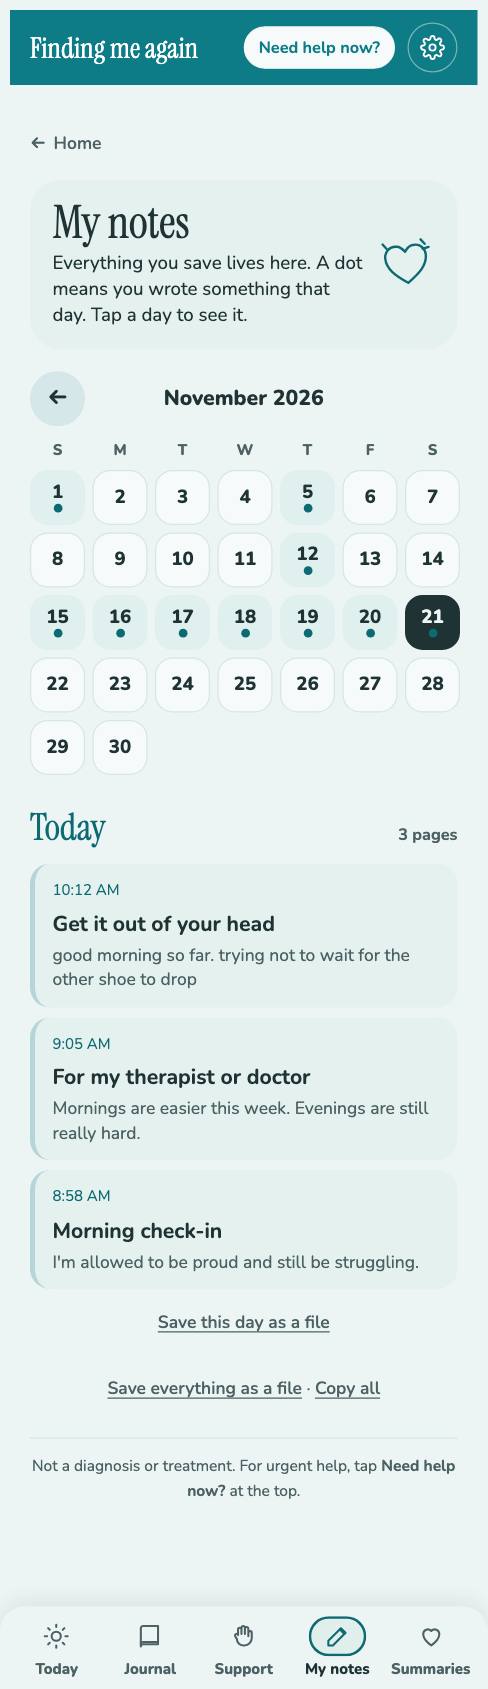 Finding me again
Need help now?
← Home
My notes
Everything you save lives here. A dot
means you wrote something that
day. Tap a day to see it.
← November 2026
S M T W T F S
1 2 3 4 5 6 7
8 9 10 11 12 13 14
15 16 17 18 19 20 21
22 23 24 25 26 27 28
29 30
Today
3 pages
10:12 AM
Get it out of your head
good morning so far. trying not to wait for the
other shoe to drop
9:05 AM
For my therapist or doctor
Mornings are easier this week. Evenings are still
really hard.
8:58 AM
Morning check-in
I'm allowed to be proud and still be struggling.
Save this day as a file
Save everything as a file · Copy all
Not a diagnosis or treatment. For urgent help, tap Need help
now? at the top.
Today Journal Support My notes Summaries